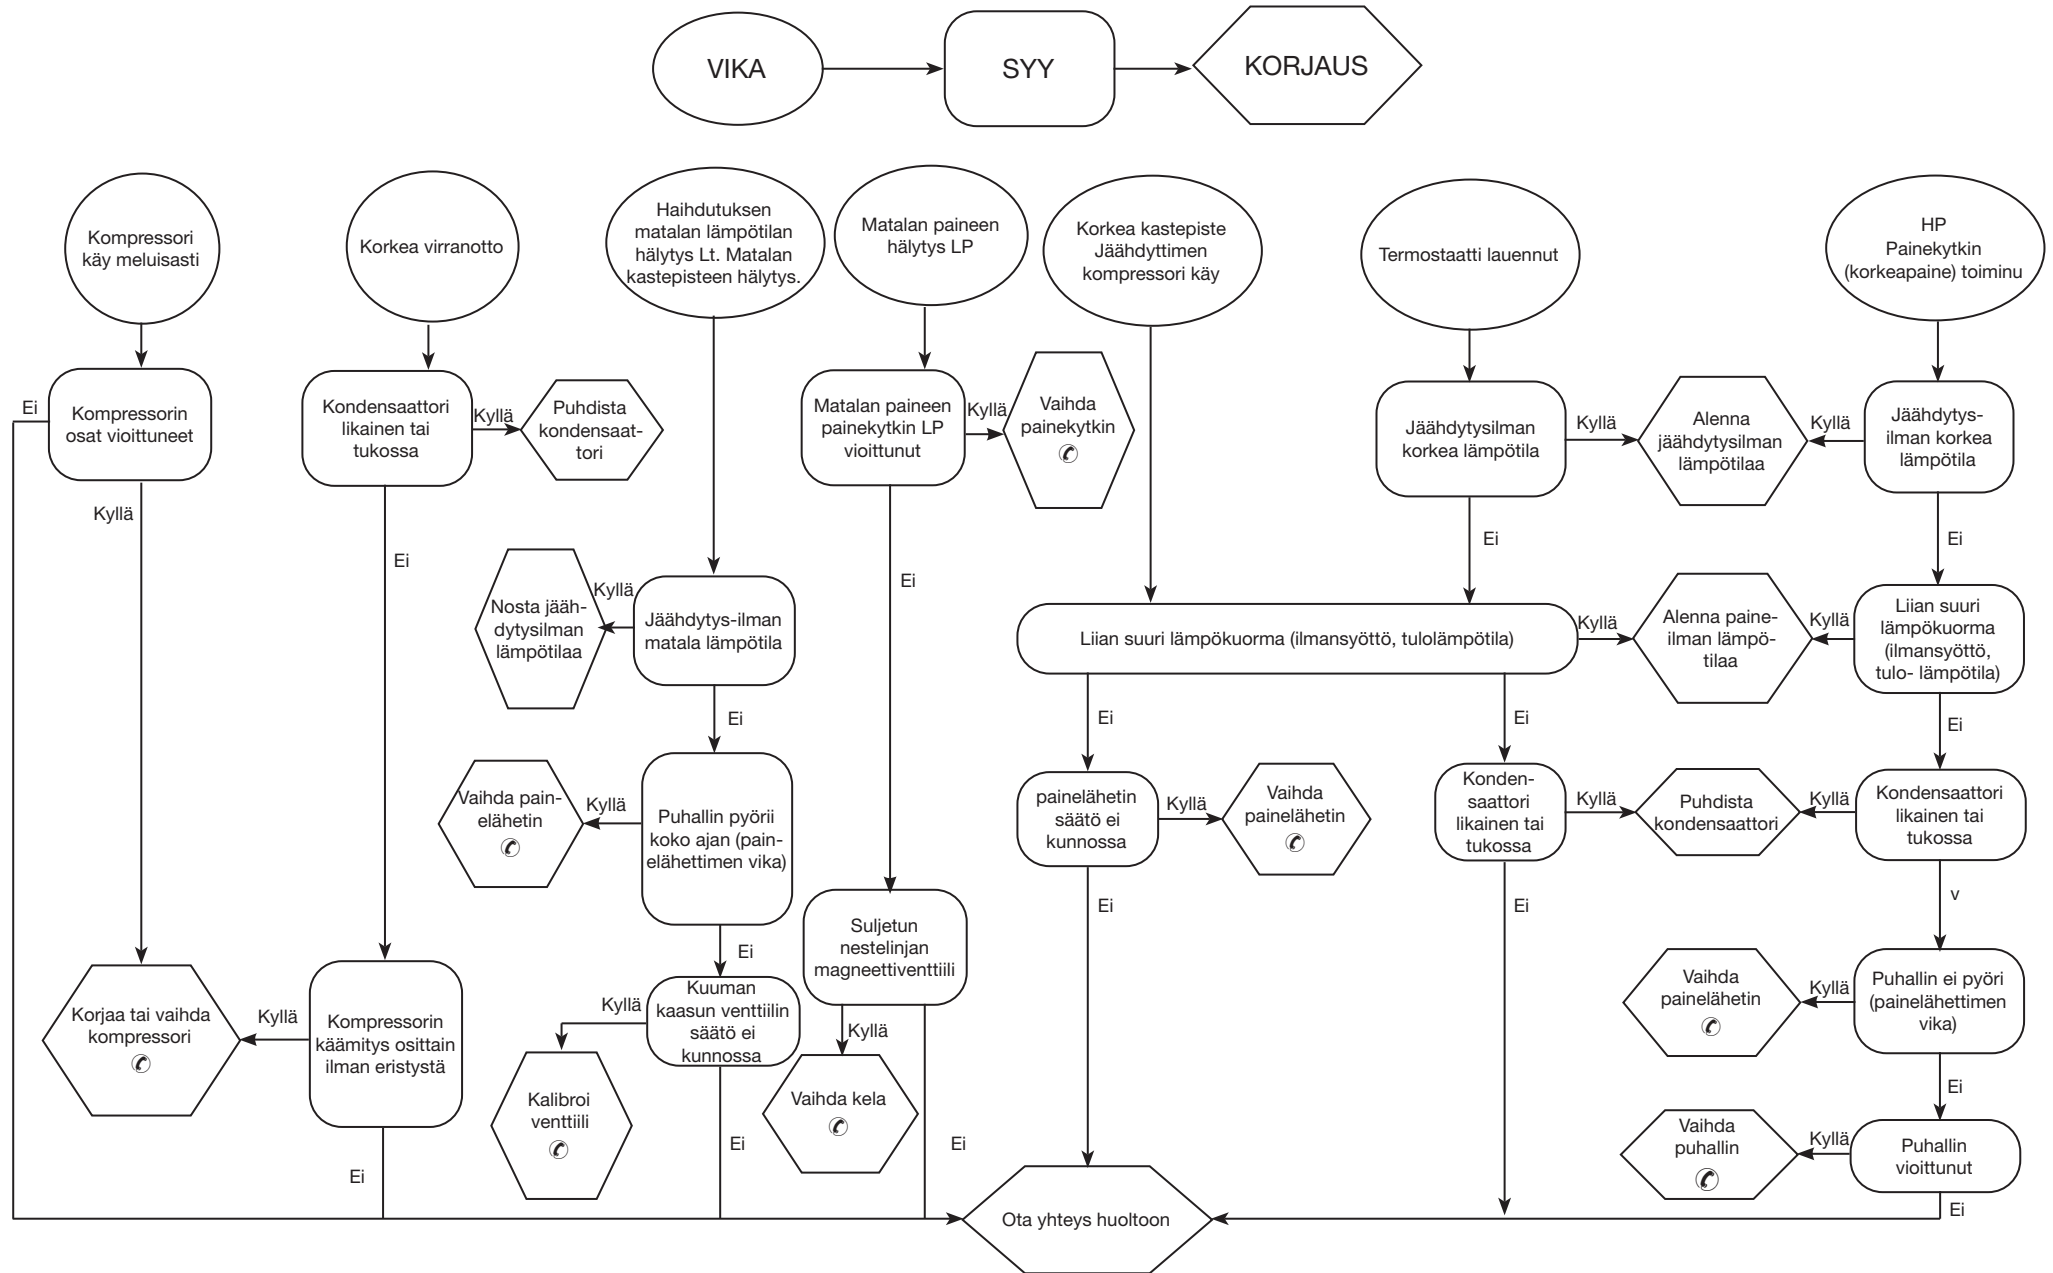 VIKA
SYY
KORJAUS
Kompressori
käy meluisasti
Korkea virranotto
Haihdutuksen
matalan lämpötilan
hälytys Lt. Matalan
kastepisteen hälytys.
Matalan paineen
hälytys LP
Korkea kastepiste
Jäähdyttimen
kompressori käy
Termostaatti lauennut
HP
Painekytkin
(korkeapaine) toiminu
Ei
Kompressorin
osat vioittuneet
Kyllä
Kondensaattori
likainen tai
tukossa
Kyllä
Puhdista
kondensaat-
tori
Ei
Matalan paineen
painekytkin LP
vioittunut
Kyllä
Vaihda
painekytkin
✆
Ei
Jäähdytysilman
korkea lämpötila
Kyllä
Alenna
jäähdytysilman
lämpötilaa
Kyllä
Jäähdytys-
ilman korkea
lämpötila
Ei
Ei
Nosta jääh-
dytysilman
lämpötilaa
Kyllä
Jäähdytys-ilman
matala lämpötila
Ei
Liian suuri lämpökuorma (ilmansyöttö, tulolämpötila)
Kyllä
Alenna paine-
ilman lämpö-
tilaa
Kyllä
Liian suuri
lämpökuorma
(ilmansyöttö,
tulo- lämpötila)
Ei
Ei
Ei
Vaihda pain-
elähetin
✆
Kyllä
Puhallin pyörii
koko ajan (pain-
elähettimen vika)
Ei
painelähetin
säätö ei
kunnossa
Kyllä
Vaihda
painelähetin
✆
Ei
Konden-
saattori
likainen tai
tukossa
Kyllä
Puhdista
kondensaattori
Kyllä
Kondensaattori
likainen tai
tukossa
Ei
v
Suljetun
nestelinjan
magneettiventtiili
Kyllä
Vaihda kela
✆
Ei
Korjaa tai vaihda
kompressori
✆
Kyllä
Kompressorin
käämitys osittain
ilman eristystä
Ei
Kyllä
Kuuman
kaasun venttiilin
säätö ei
kunnossa
Kalibroi
venttiili
✆
Ei
Vaihda
painelähetin
✆
Kyllä
Puhallin ei pyöri
(painelähettimen
vika)
Ei
Vaihda
puhallin
✆
Kyllä
Puhallin
vioittunut
Ei
Ota yhteys huoltoon